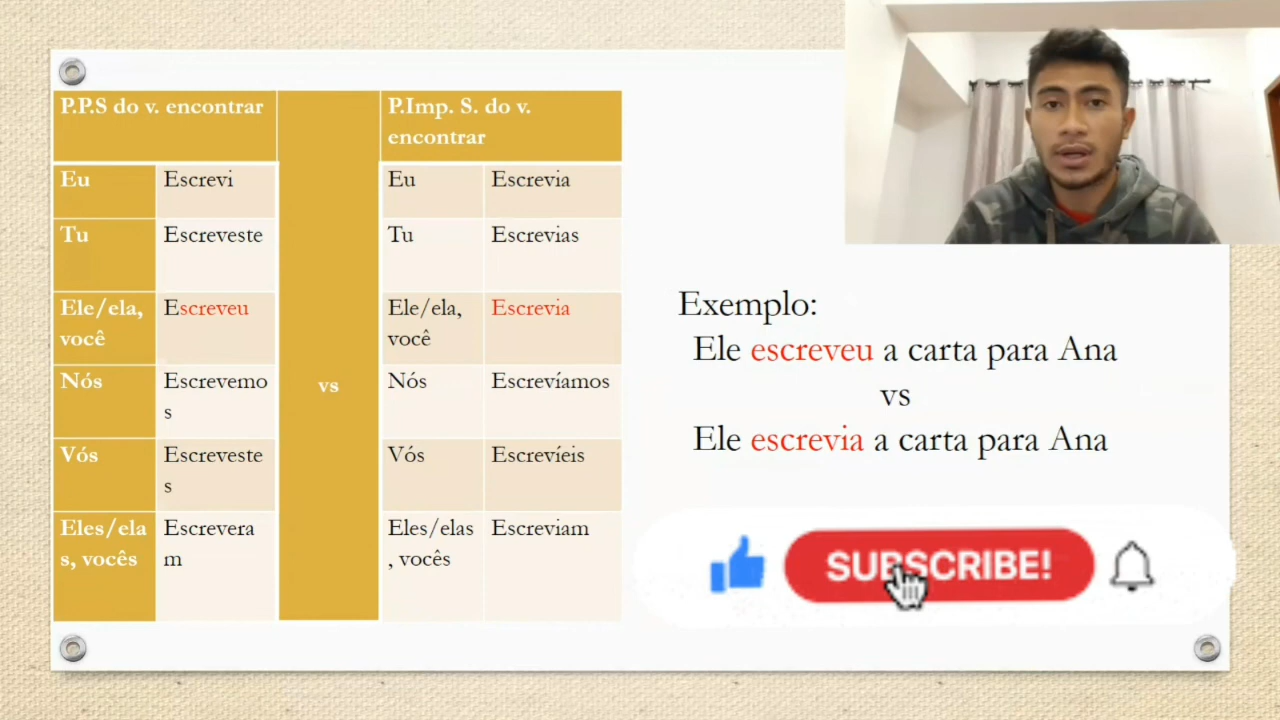 P.P.S do v. encontrar
P.Imp. S. do v.
encontrar
Eu Escrevi
Eu Escrevia
Tu Escreveste
Tu Escrevias
Ele/ela, Escreveu
você
Ele/ela, Escrevia
você
Nós Escrevemo
s
vs
Nós Escrevíamos
Vós Escreveste
s
Vós Escrevíeis
Eles/ela Escrevera
s, vocês m
Eles/elas Escreviam
, vocês
Exemplo:
Ele escreveu a carta para Ana
vs
Ele escrevia a carta para Ana
SUBSCRIBE!